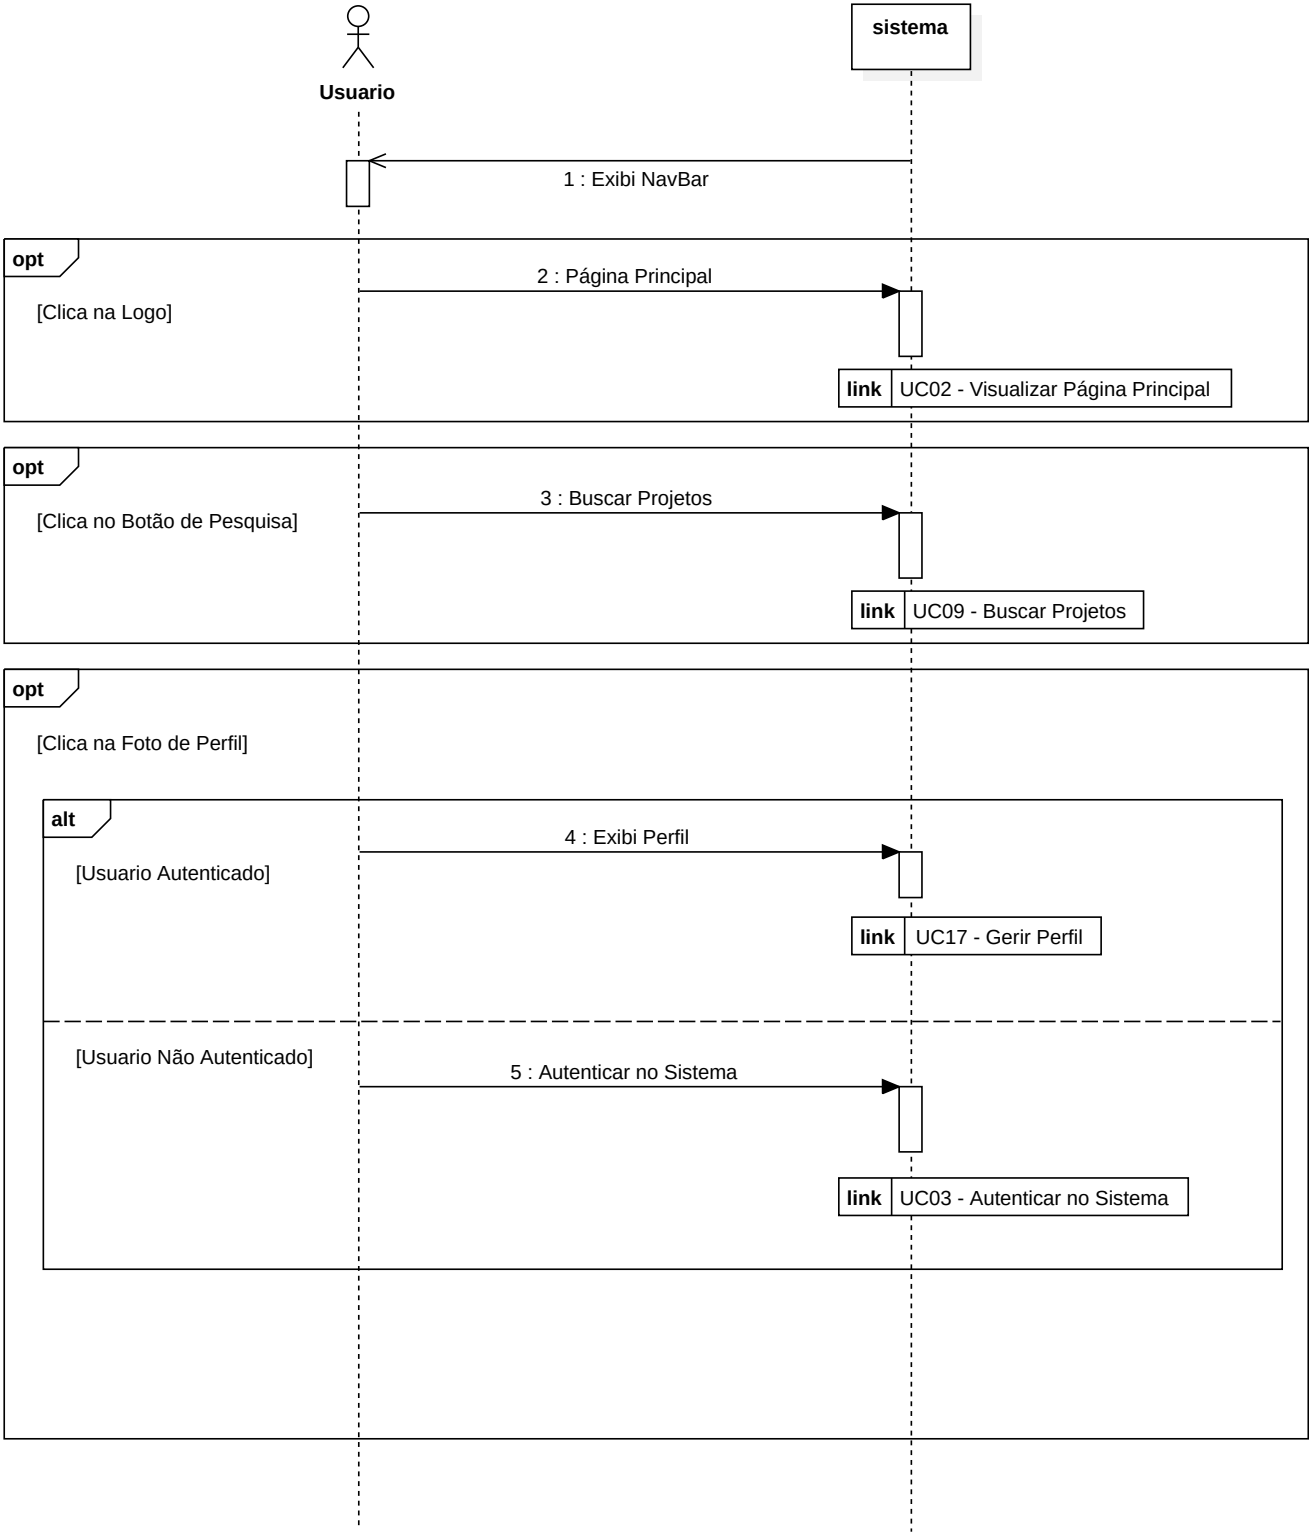 Usuario
sistema
1 : Exibi NavBar
opt
2 : Página Principal
[Clica na Logo]
link UC02 - Visualizar Página Principal
opt
3 : Buscar Projetos
[Clica no Botão de Pesquisa]
link UC09 - Buscar Projetos
opt
[Clica na Foto de Perfil]
alt
4 : Exibi Perfil
[Usuario Autenticado]
link UC17 - Gerir Perfil
[Usuario Não Autenticado]
5 : Autenticar no Sistema
link UC03 - Autenticar no Sistema